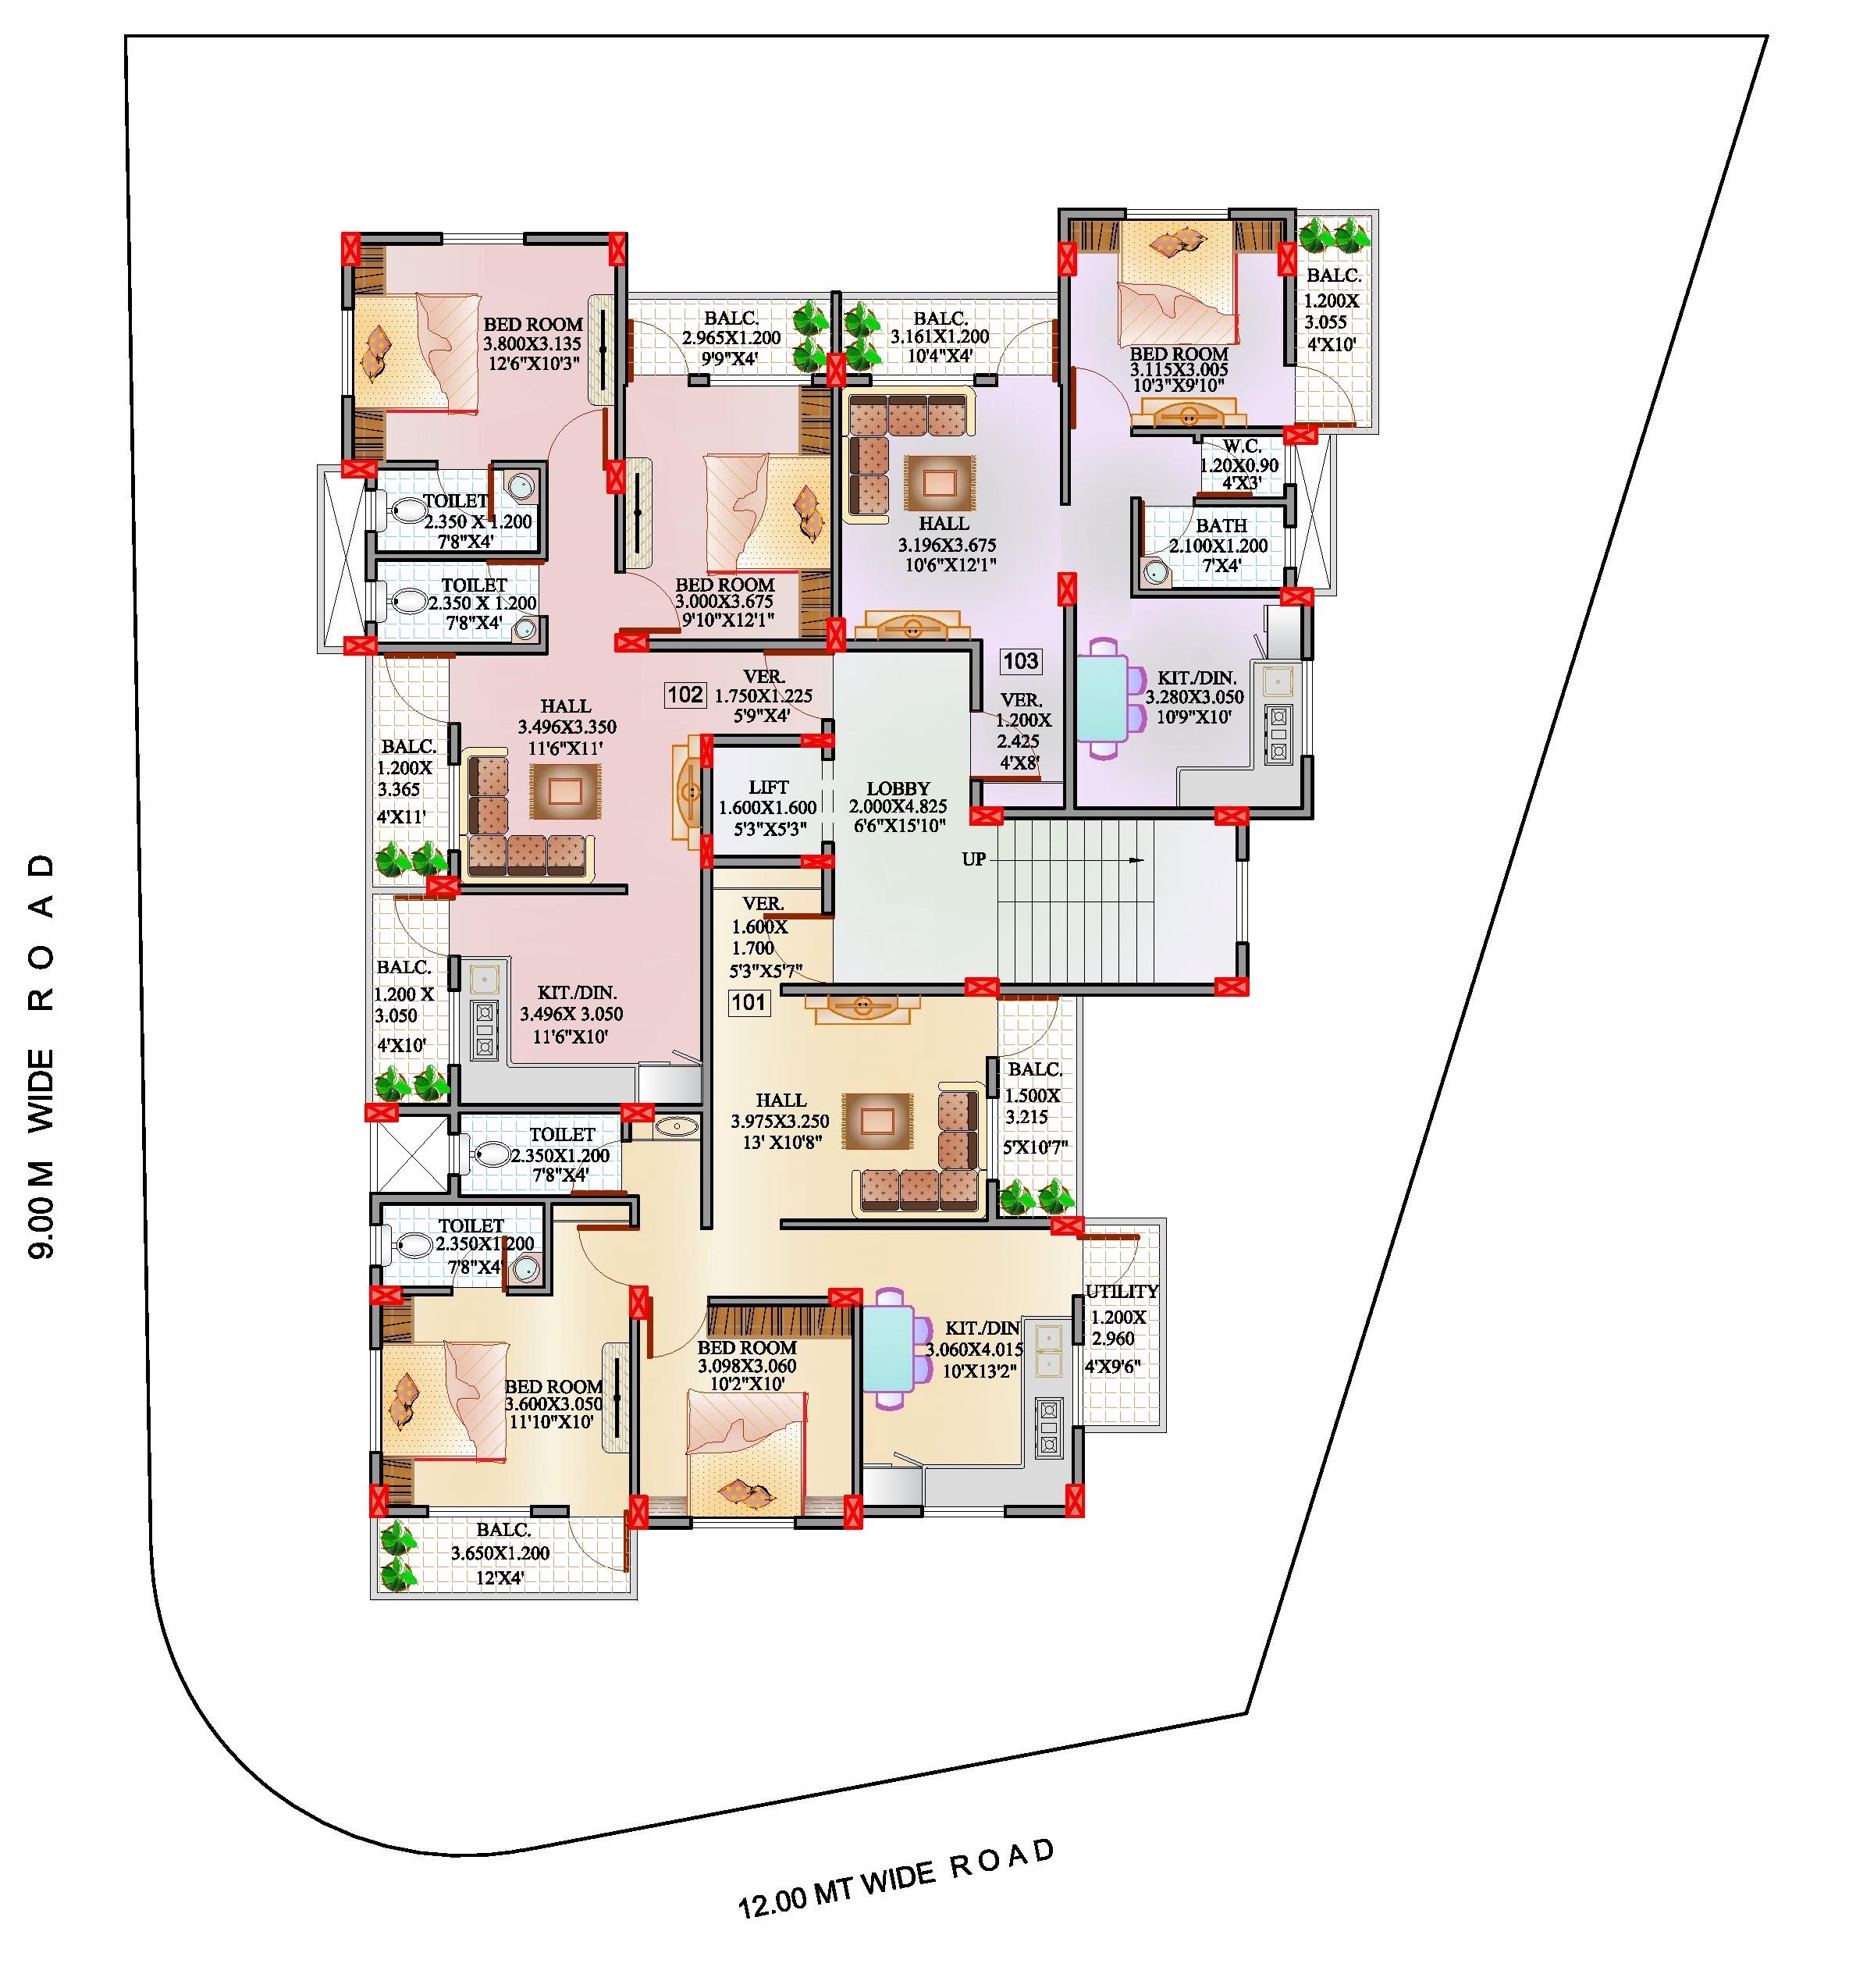 BED ROOM
3.800X3.135
12'6"X10'3"
BALC.
2.965X1.200
9'9"X4'
BALC.
3.161X1.200
10'4"X4'
BED ROOM
3.115X3.005
10'3"X9'10"
BALC.
1.200X
3.055
4'X10'
TOILET
2.350 X 1.200
7'8"X4'
TOILET
2.350 X 1.200
7'8"X4'
BED ROOM
3.000X3.675
9'10"X12'1"
HALL
3.196X3.675
10'6"X12'1"
W.C.
1.20X0.90
4'X3'
BATH
2.100X1.200
7'X4'
HALL
3.496X3.350
11'6"X11'
102
VER.
1.750X1.225
5'9"X4'
103
VER.
1.200X
2.425
4'X8'
KIT./DIN.
3.280X3.050
10'9"X10'
BALC.
1.200X
3.365
4'X11'
LIFT
1.600X1.600
5'3"X5'3"
LOBBY
2.000X4.825
6'6"X15'10"
UP
BALC.
1.200 X
3.050
4'X10'
KIT./DIN.
3.496X 3.050
11'6"X10'
VER.
1.600X
1.700
5'3"X5'7"
101
HALL
3.975X3.250
13' X10'8"
BALC.
1.500X
3.215
5'X10'7"
TOILET
2.350X1.200
7'8"X4'
TOILET
2.350X1.200
7'8"X4'
BED ROOM
3.600X3.050
11'10"X10'
BED ROOM
3.098X3.060
10'2"X10'
KIT./DIN
3.060X4.015
10'X13'2"
UTILITY
1.200X
2.960
4'X9'6"
BALC.
3.650X1.200
12'X4'
9.00 M WIDE R O A D
12.00 MT WIDE R O A D